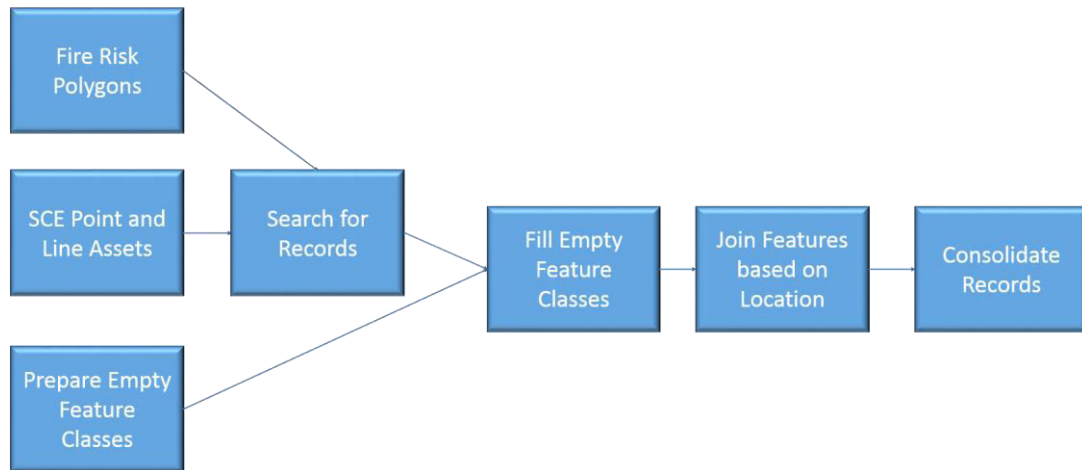 Fire Risk
Polygons
SCE Point and
Line Assets
Search for
Records
Prepare Empty
Feature
Classes
Fill Empty
Feature
Classes
Join Features
based on
Location
Consolidate
Records